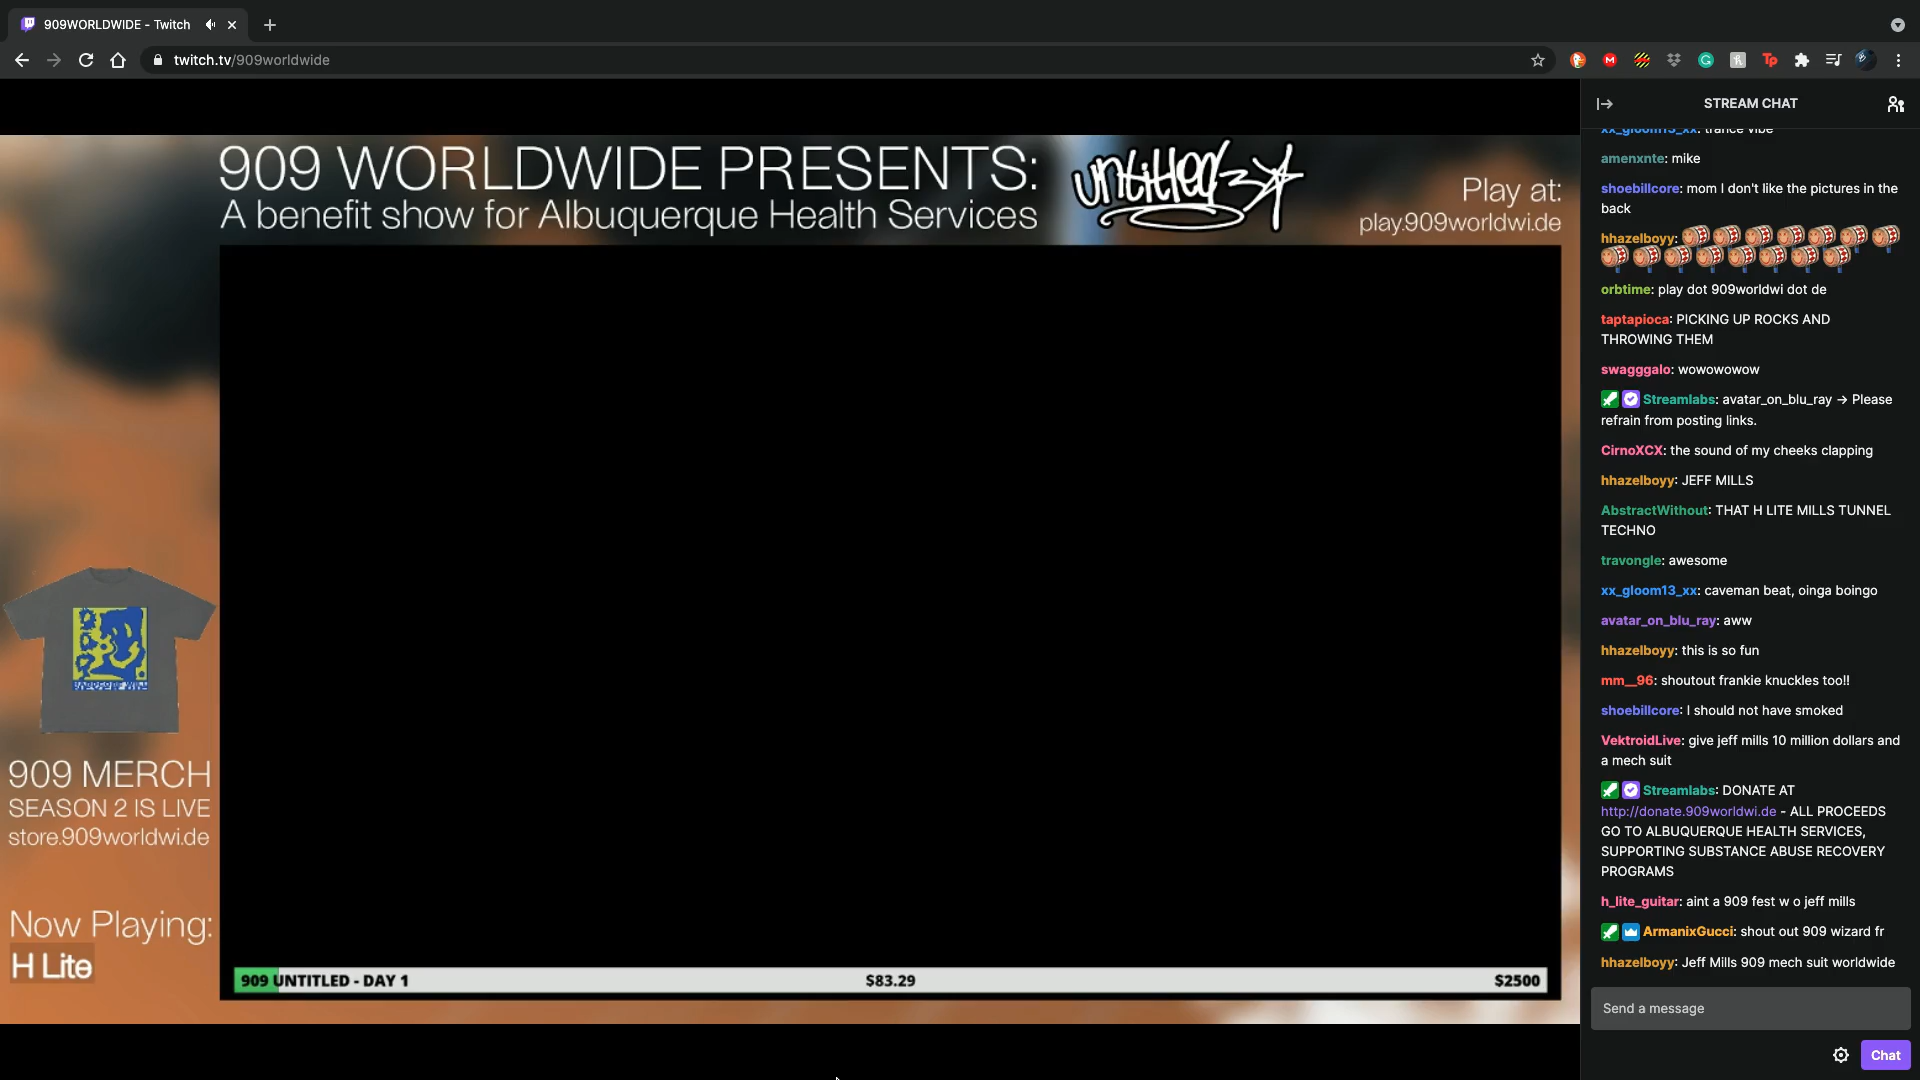 909WORLDWIDE - Twitch
twitch.tv/909worldwide
Tp
909 WORLDWIDE PRESENTS:
A benefit show for Albuquerque Health Services
untitled3
Play at:
play.909worldwi.de
909 MERCH
SEASON 2 IS LIVE
store.909worldwi.de
Now Playing:
H Lite
909 UNTITLED - DAY 1 $83.29 $2500
STREAM CHAT
xx_gloom13_xx: trance vibe
amenxnte: mike
shoebillcore: mom I don't like the pictures in the
back
hhazelboyy:
orbtime: play dot 909worldwi dot de
taptapioca: PICKING UP ROCKS AND
THROWING THEM
swagggalo: wowowowow
Streamlabs: avatar_on_blu_ray → Please
refrain from posting links.
CirnoXCX: the sound of my cheeks clapping
hhazelboyy: JEFF MILLS
AbstractWithout: THAT H LITE MILLS TUNNEL
TECHNO
travongle: awesome
xx_gloom13_xx: caveman beat, oinga boingo
avatar_on_blu_ray: aww
hhazelboyy: this is so fun
mm__96: shoutout frankie knuckles too!!
shoebillcore: I should not have smoked
VektroidLive: give jeff mills 10 million dollars and
a mech suit
Streamlabs: DONATE AT
http://donate.909worldwi.de - ALL PROCEEDS
GO TO ALBUQUERQUE HEALTH SERVICES,
SUPPORTING SUBSTANCE ABUSE RECOVERY
PROGRAMS
h_lite_guitar: aint a 909 fest w o jeff mills
ArmanixGucci: shout out 909 wizard fr
hhazelboyy: Jeff Mills 909 mech suit worldwide
Send a message
Chat